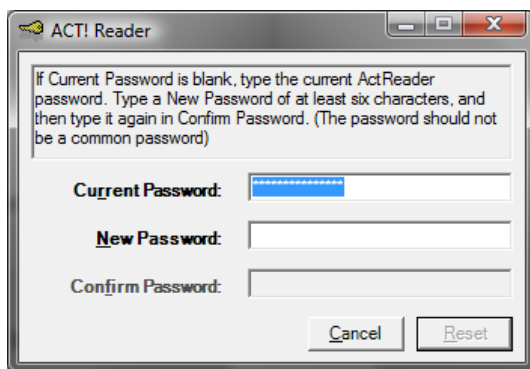 ACT! Reader
If Current Password is blank, type the current ActReader
password. Type a New Password of at least six characters, and
then type it again in Confirm Password. (The password should not
be a common password)
Current Password: ***************
New Password:
Confirm Password:
Cancel Reset